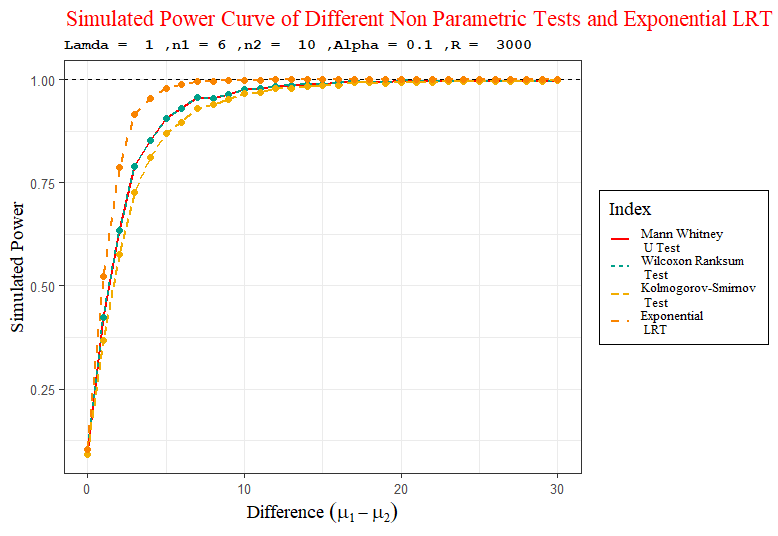 Simulated Power Curve of Different Non Parametric Tests and Exponential LRT
Lamda =  1 ,n1 = 6 ,n2 =  10 ,Alpha = 0.1 ,R =  3000
1.00
0.75
0.50
0.25
Simulated Power
0
10
20
30
Difference (μ1 − μ2)
Index
Mann Whitney
U Test
Wilcoxon Ranksum
Test
Kolmogorov-Smirnov
Test
Exponential
LRT